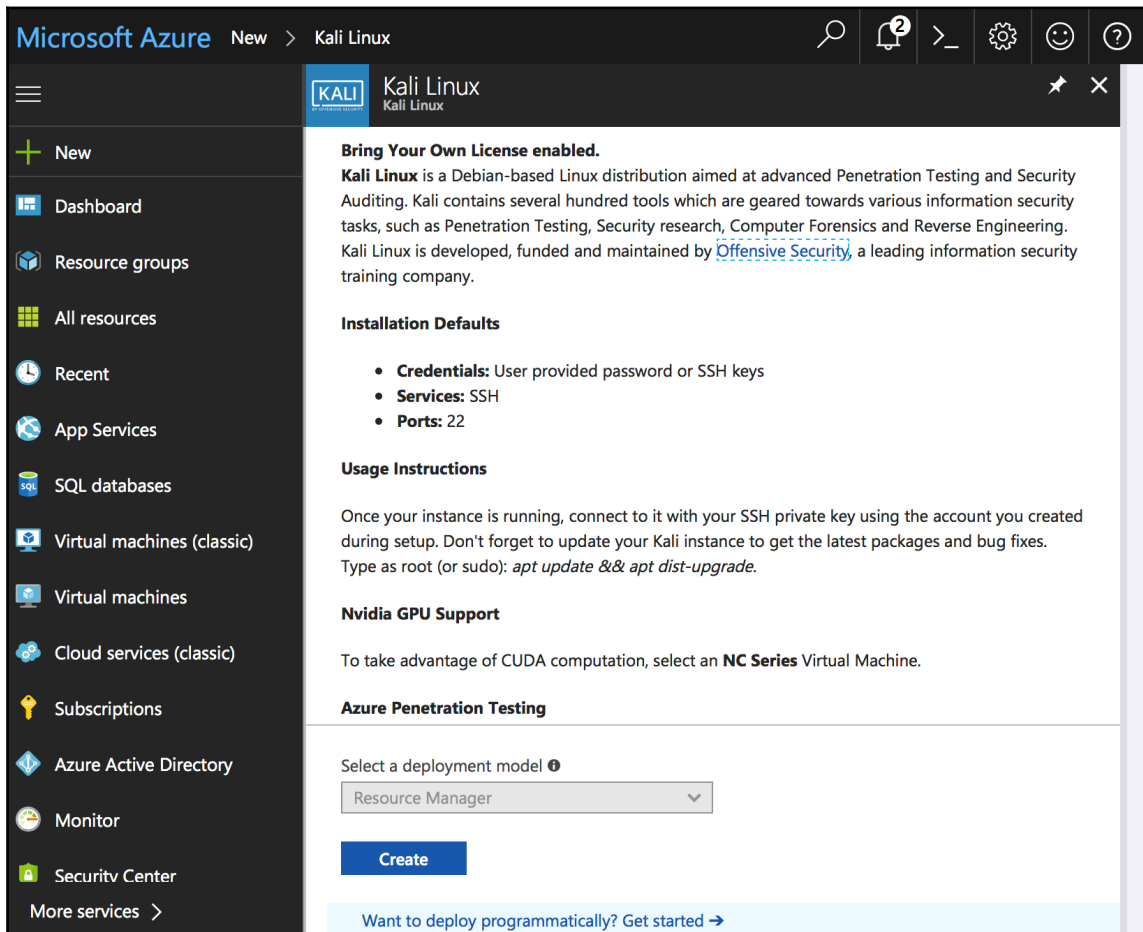 Microsoft Azure New > Kali Linux
2
>_
?
KALI
BY OFFENSIVE SECURITY
Kali Linux
Kali Linux
New
Dashboard
Resource groups
All resources
Recent
App Services
SQL
SQL databases
Virtual machines (classic)
Virtual machines
Cloud services (classic)
Subscriptions
Azure Active Directory
Monitor
Security Center
More services >
Bring Your Own License enabled.
Kali Linux is a Debian-based Linux distribution aimed at advanced Penetration Testing and Security
Auditing. Kali contains several hundred tools which are geared towards various information security
tasks, such as Penetration Testing, Security research, Computer Forensics and Reverse Engineering.
Kali Linux is developed, funded and maintained by Offensive Security, a leading information security
training company.
Installation Defaults
• Credentials: User provided password or SSH keys
• Services: SSH
• Ports: 22
Usage Instructions
Once your instance is running, connect to it with your SSH private key using the account you created
during setup. Don't forget to update your Kali instance to get the latest packages and bug fixes.
Type as root (or sudo): apt update && apt dist-upgrade.
Nvidia GPU Support
To take advantage of CUDA computation, select an NC Series Virtual Machine.
Azure Penetration Testing
Select a deployment model
Resource Manager
Create
Want to deploy programmatically? Get started →